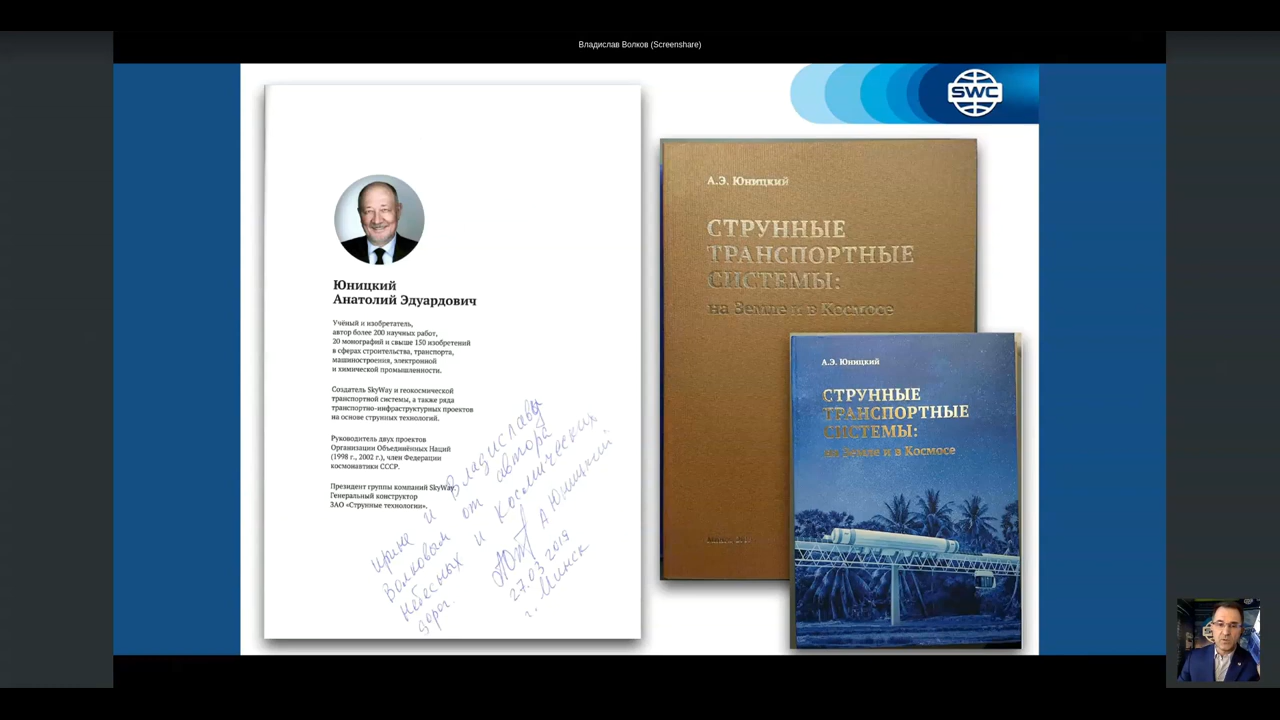 Владислав Волков (Screenshare)
SWC
Юницкий
Анатолий Эдуардович
Учёный и изобретатель,
автор более 200 научных работ,
20 монографий и свыше 150 изобретений
в сферах строительства, транспорта,
машиностроения, электронной
и химической промышленности.
Создатель SkyWay и геокосмической
транспортной системы, а также ряда
транспортно-инфраструктурных проектов
на основе струнных технологий.
Руководитель двух проектов
Организации Объединённых Наций
(1998 г., 2002 г.), член Федерации
космонавтики СССР.
Президент группы компаний SkyWay.
Генеральный конструктор
ЗАО «Струнные технологии».
Ирина и Владиславу
Волковым от автора
Небесных и Космических
дорог.
А Юницкий
27.03 2019
г. Минск
А.Э. Юницкий
СТРУННЫЕ
ТРАНСПОРТНЫЕ
СИСТЕМЫ:
на Земле и в Космосе
А.Э. Юницкий
СТРУННЫЕ
ТРАНСПОРТНЫЕ
СИСТЕМЫ:
на Земле и в Космосе
SWC